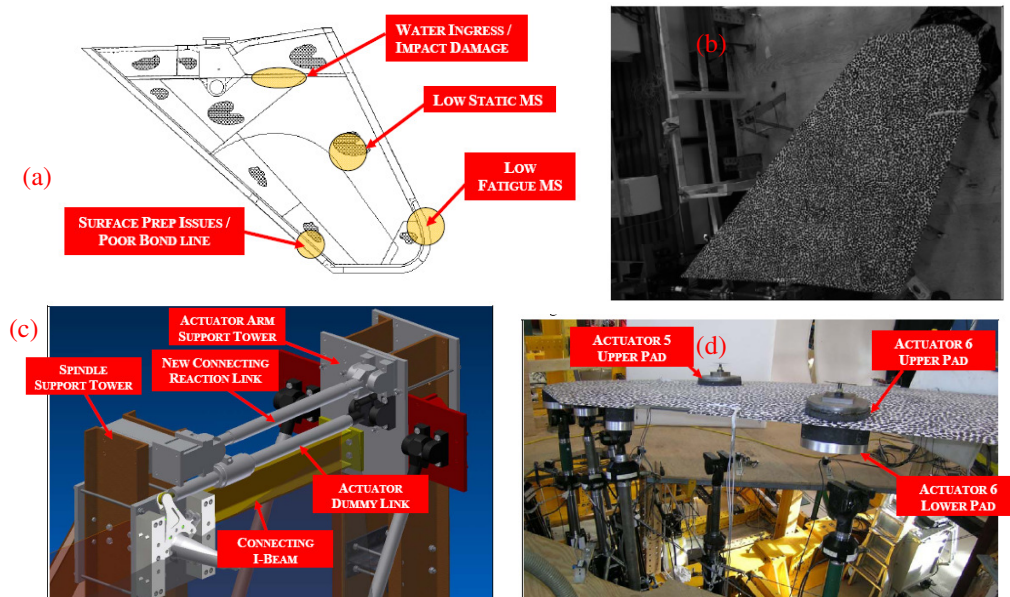 (a)
WATER INGRESS /
IMPACT DAMAGE
LOW STATIC MS
LOW
FATIGUE MS
SURFACE PREP ISSUES /
POOR BOND LINE
(b)
(c)
ACTUATOR ARM
SUPPORT TOWER
NEW CONNECTING
REACTION LINK
SPINDLE
SUPPORT TOWER
ACTUATOR
DUMMY LINK
CONNECTING
I-BEAM
(d)
ACTUATOR 5
UPPER PAD
ACTUATOR 6
UPPER PAD
ACTUATOR 6
LOWER PAD